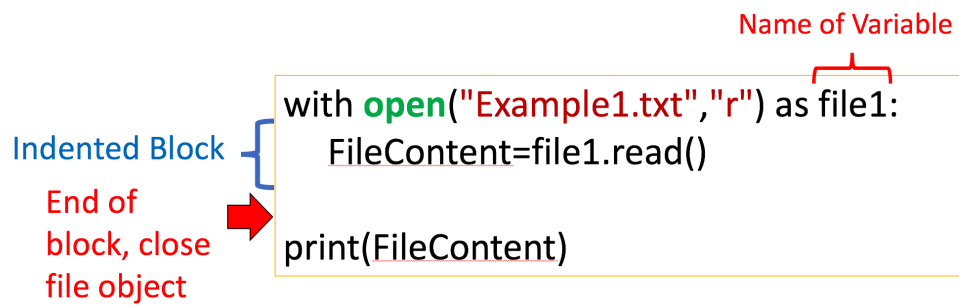 Name of Variable
with open("Example1.txt","r") as file1:
Indented Block
FileContent=file1.read()
End of
block, close
file object
print(FileContent)